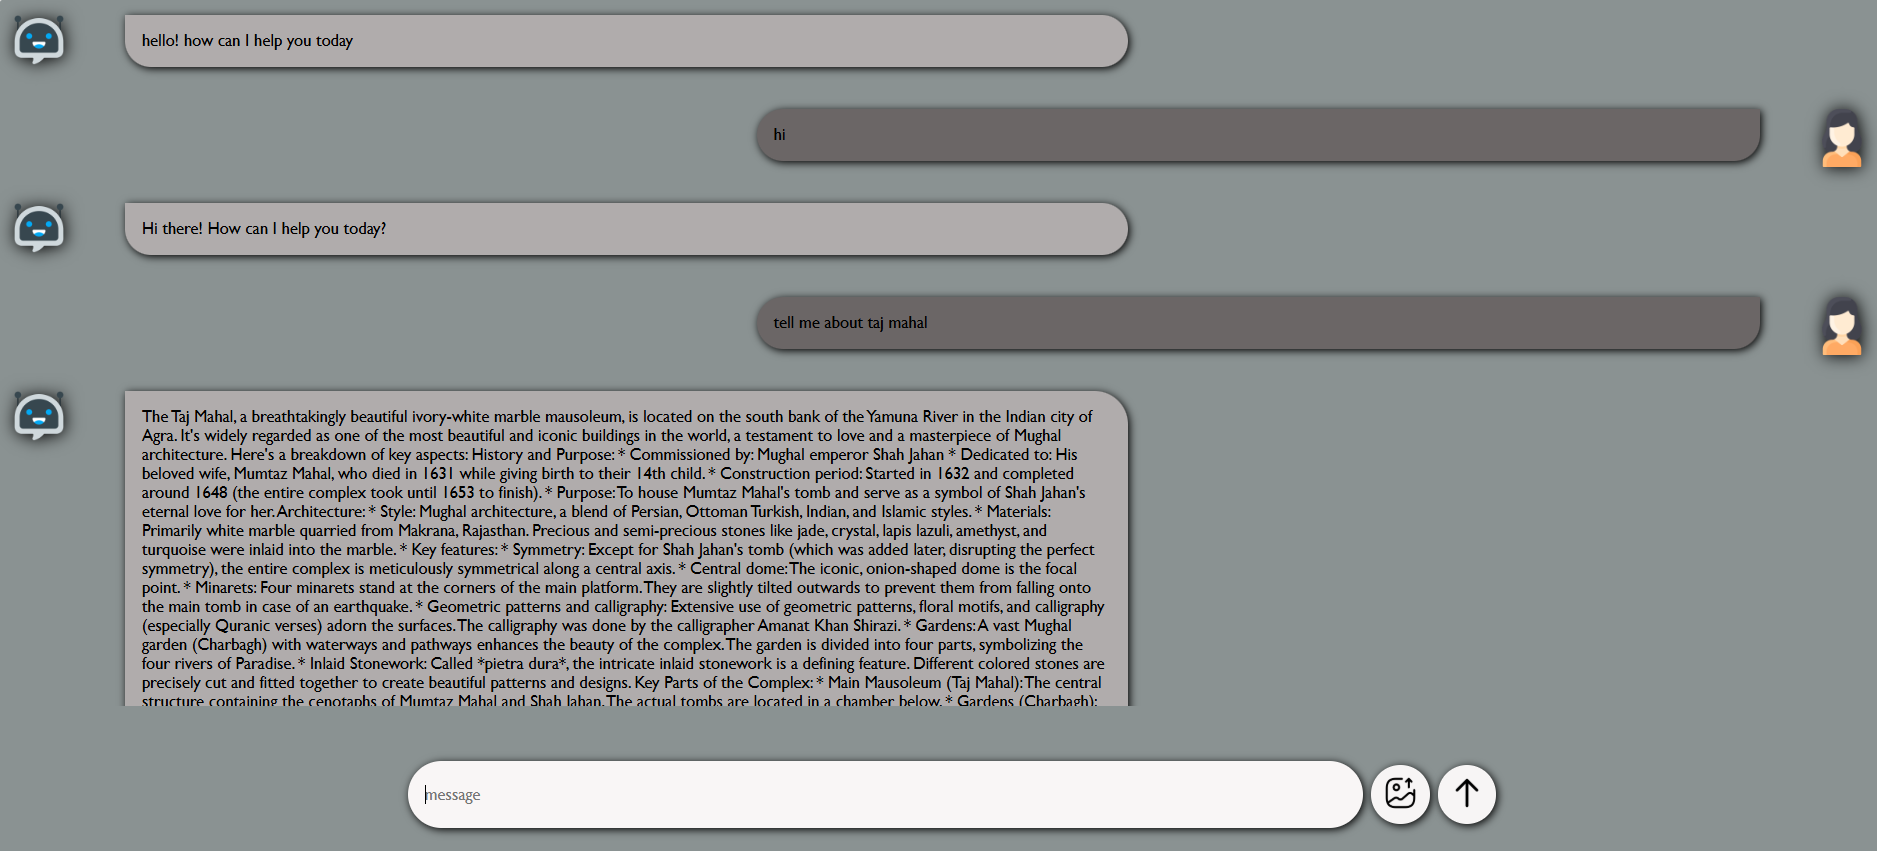 hello! how can I help you today
hi
Hi there! How can I help you today?
tell me about taj mahal
The Taj Mahal, a breathtakingly beautiful ivory-white marble mausoleum, is located on the south bank of the Yamuna River in the Indian city of
Agra. It's widely regarded as one of the most beautiful and iconic buildings in the world, a testament to love and a masterpiece of Mughal
architecture. Here's a breakdown of key aspects: History and Purpose: * Commissioned by: Mughal emperor Shah Jahan * Dedicated to: His
beloved wife, Mumtaz Mahal, who died in 1631 while giving birth to their 14th child. * Construction period: Started in 1632 and completed
around 1648 (the entire complex took until 1653 to finish). * Purpose: To house Mumtaz Mahal's tomb and serve as a symbol of Shah Jahan's
eternal love for her. Architecture: * Style: Mughal architecture, a blend of Persian, Ottoman Turkish, Indian, and Islamic styles. * Materials:
Primarily white marble quarried from Makrana, Rajasthan. Precious and semi-precious stones like jade, crystal, lapis lazuli, amethyst, and
turquoise were inlaid into the marble. * Key features: * Symmetry: Except for Shah Jahan's tomb (which was added later, disrupting the perfect
symmetry), the entire complex is meticulously symmetrical along a central axis. * Central dome: The iconic, onion-shaped dome is the focal
point. * Minarets: Four minarets stand at the corners of the main platform. They are slightly tilted outwards to prevent them from falling onto
the main tomb in case of an earthquake. * Geometric patterns and calligraphy: Extensive use of geometric patterns, floral motifs, and calligraphy
(especially Quranic verses) adorn the surfaces. The calligraphy was done by the calligrapher Amanat Khan Shirazi. * Gardens: A vast Mughal
garden (Charbagh) with waterways and pathways enhances the beauty of the complex. The garden is divided into four parts, symbolizing the
four rivers of Paradise. * Inlaid Stonework: Called *pietra dura*, the intricate inlaid stonework is a defining feature. Different colored stones are
precisely cut and fitted together to create beautiful patterns and designs. Key Parts of the Complex: * Main Mausoleum (Taj Mahal): The central
structure containing the cenotaphs of Mumtaz Mahal and Shah Jahan. The actual tombs are located in a chamber below. * Gardens (Charbagh):
message